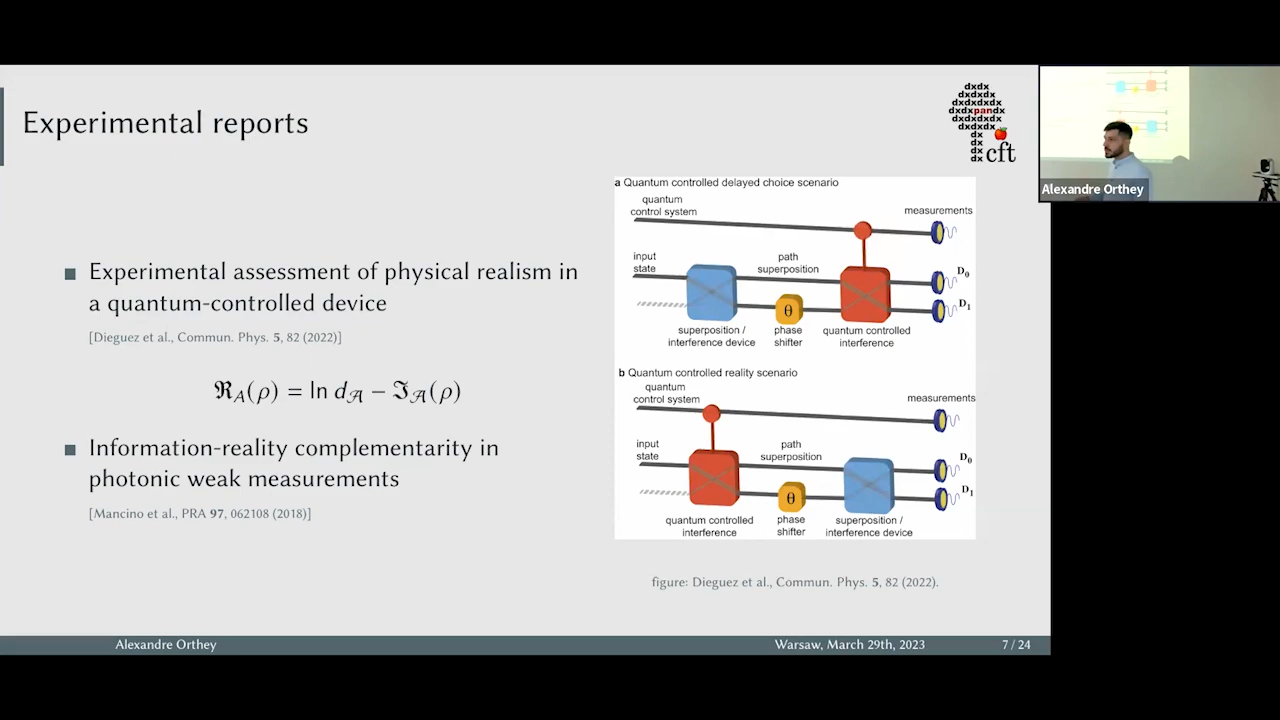 Experimental reports
dxdx
dxdxdx
dxdxdxdx
dxdxpandx
dxdxdxdx
dxdxdx
dx
dx
dx
dx
cft
Alexandre Orthey
Experimental assessment of physical realism in
a quantum-controlled device
[Dieguez et al., Commun. Phys. 5, 82 (2022)]
ℜA(ρ) = ln d𝒜 − ℑ𝒜(ρ)
Information-reality complementarity in
photonic weak measurements
[Mancino et al., PRA 97, 062108 (2018)]
a Quantum controlled delayed choice scenario
quantum
control system
measurements
input
state
path
superposition
D0
θ
D1
superposition /
interference device
phase
shifter
quantum controlled
interference
b Quantum controlled reality scenario
quantum
control system
measurements
input
state
path
superposition
D0
θ
D1
quantum controlled
interference
phase
shifter
superposition /
interference device
figure: Dieguez et al., Commun. Phys. 5, 82 (2022).
Alexandre Orthey
Warsaw, March 29th, 2023
7 / 24